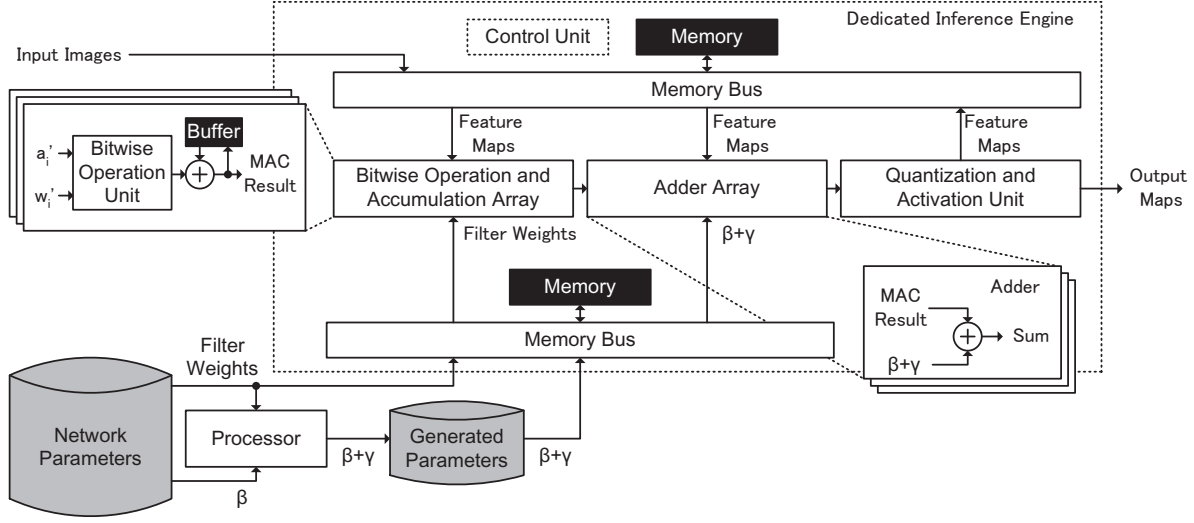 Dedicated Inference Engine
Input Images
Control Unit
Memory
Memory Bus
Feature
Maps
Feature
Maps
Feature
Maps
aᵢ'
wᵢ'
Bitwise
Operation
Unit
Buffer
+
MAC
Result
Bitwise Operation and
Accumulation Array
Adder Array
Quantization and
Activation Unit
Output
Maps
Filter Weights
β+γ
Memory
Memory Bus
Adder
MAC
Result
+
Sum
β+γ
Filter
Weights
Network
Parameters
Processor
β
β+γ
Generated
Parameters
β+γ